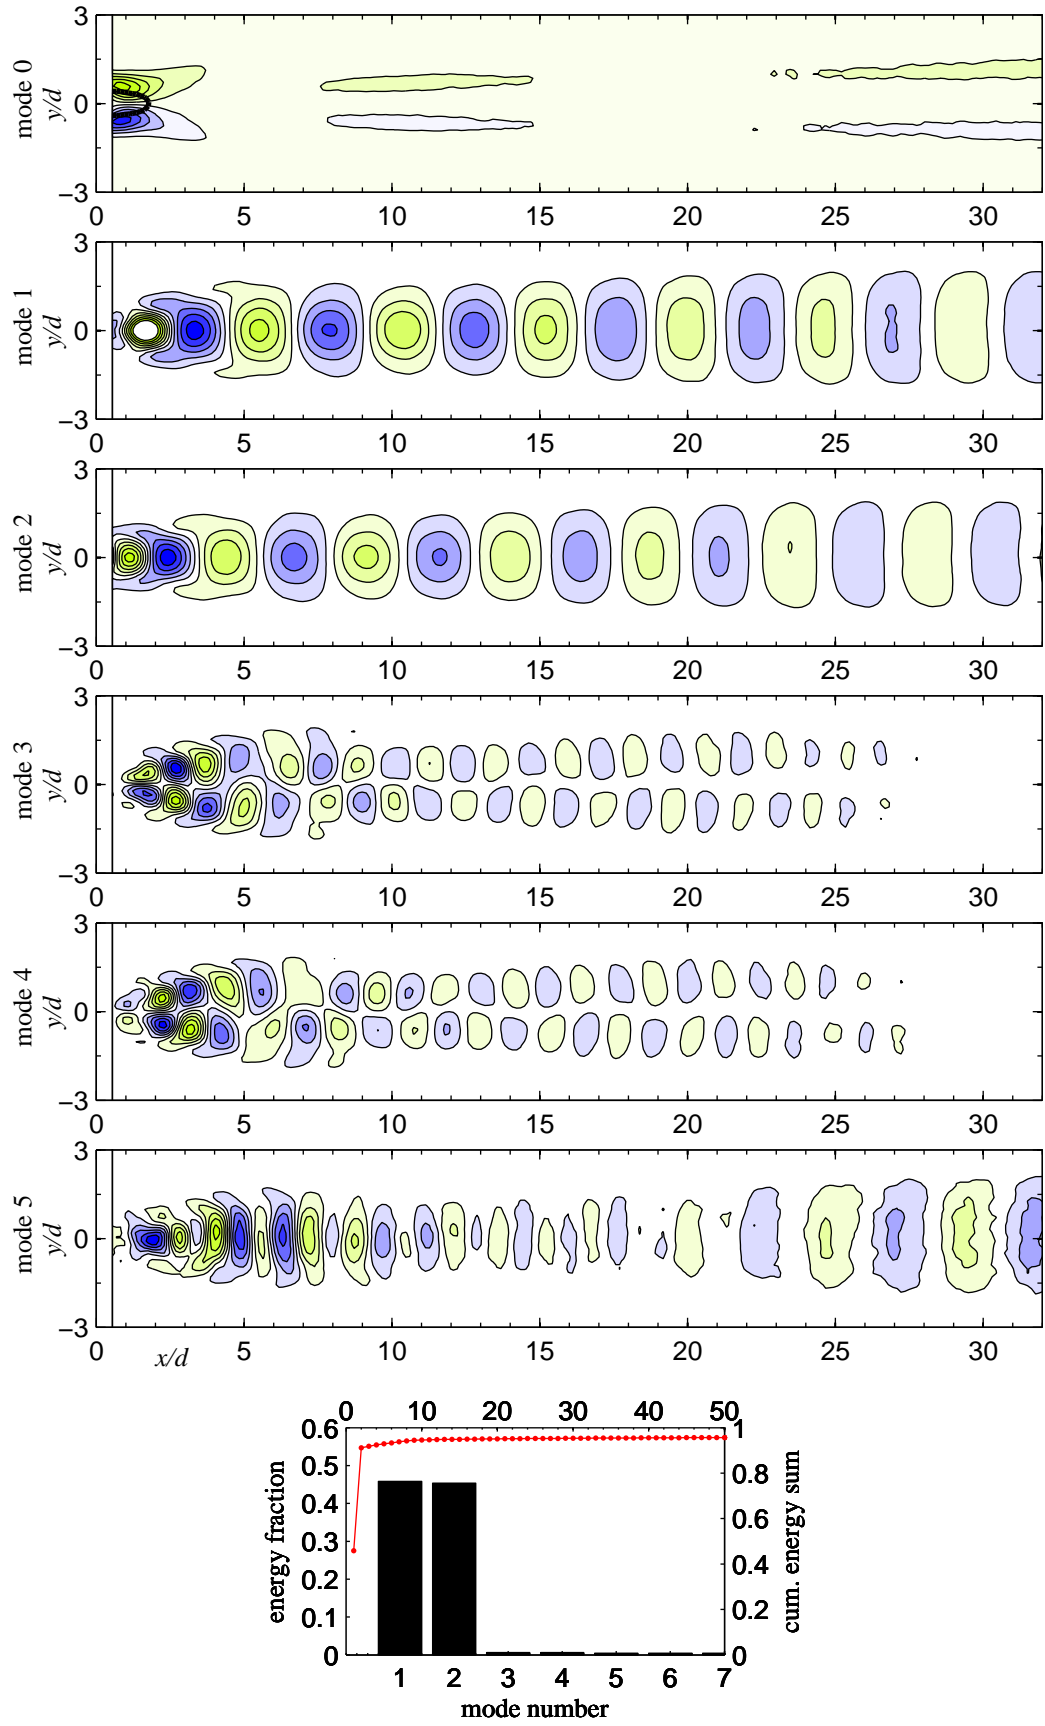 3
0
−3
mode 0
y/d
0 5 10 15 20 25 30
3
0
−3
mode 1
y/d
0 5 10 15 20 25 30
3
0
−3
mode 2
y/d
0 5 10 15 20 25 30
3
0
−3
mode 3
y/d
0 5 10 15 20 25 30
3
0
−3
mode 4
y/d
0 5 10 15 20 25 30
3
0
−3
mode 5
y/d
0 x/d 5 10 15 20 25 30
0 10 20 30 40 50
0.6
0.5
0.4
0.3
0.2
0.1
0
energy fraction
1
0.8
0.6
0.4
0.2
0
cum. energy sum
1 2 3 4 5 6 7
mode number